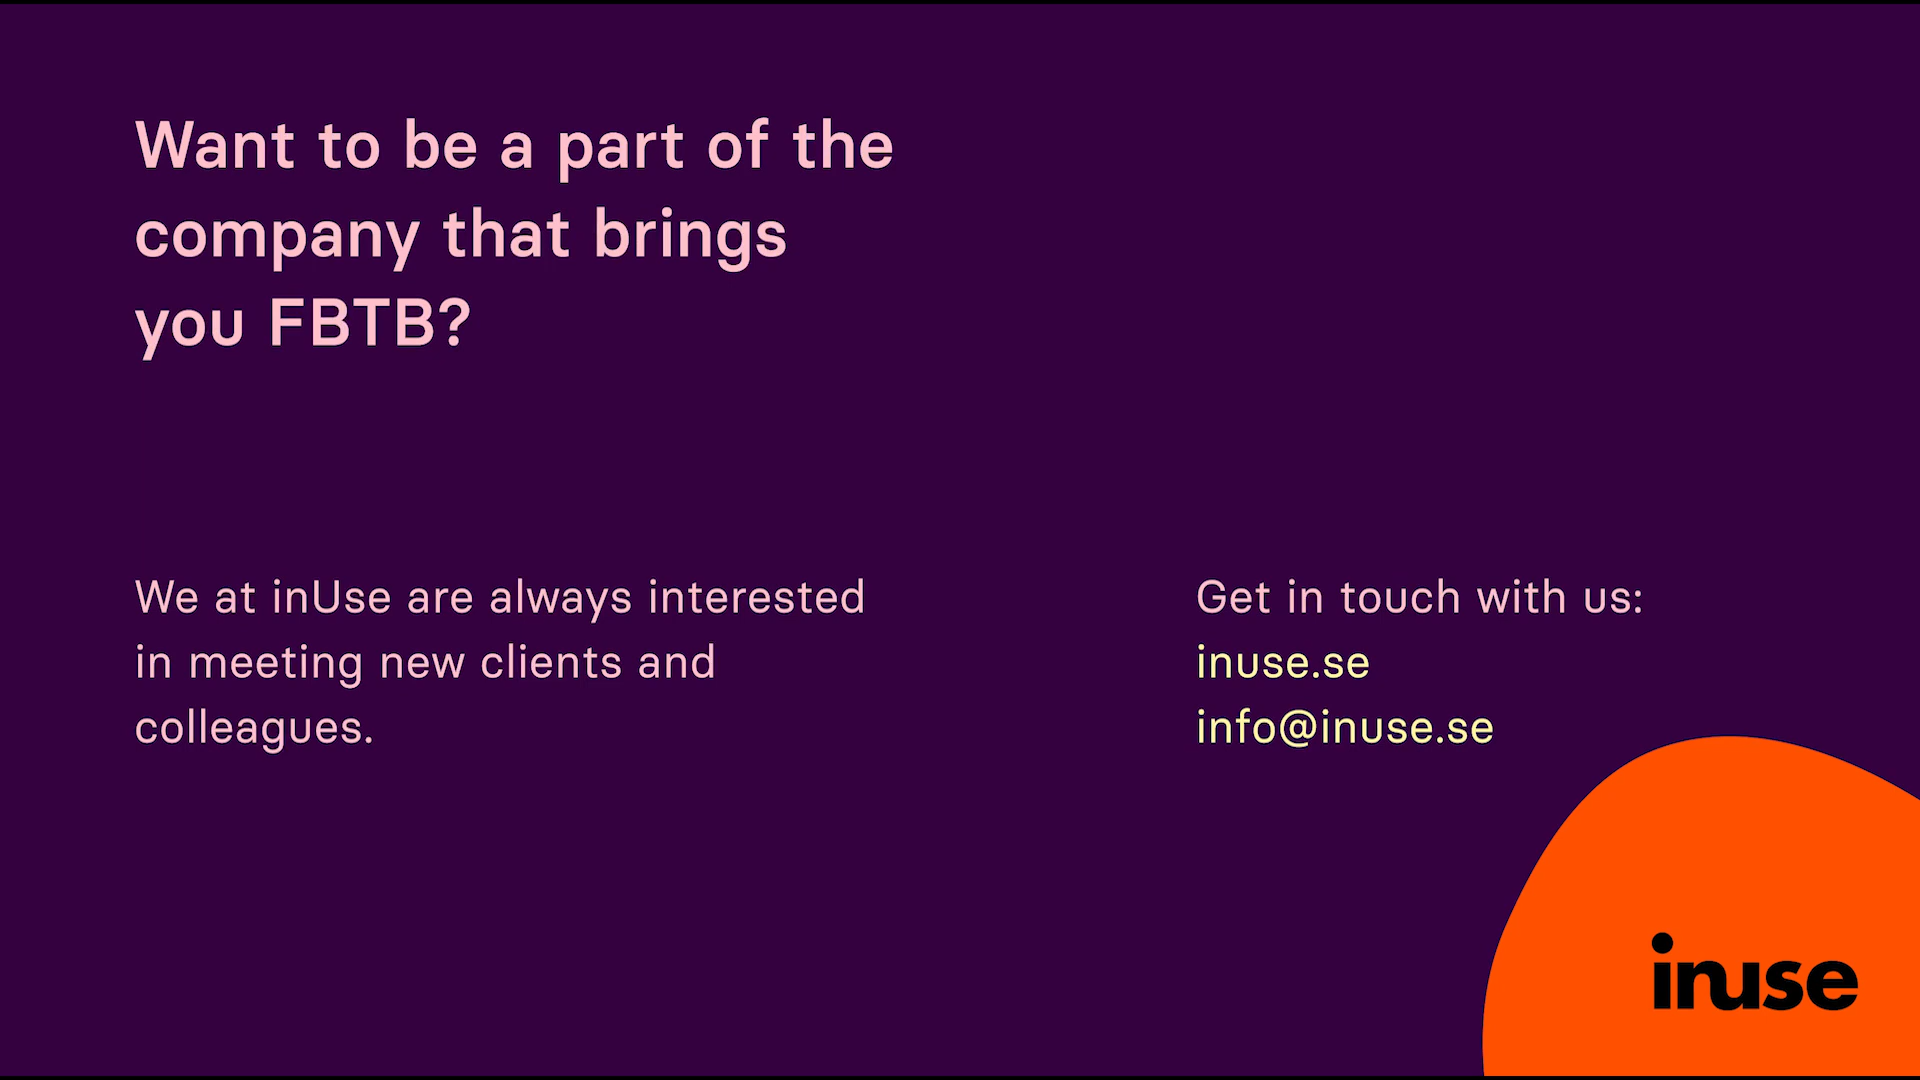 Want to be a part of the
company that brings
you FBTB?
We at inUse are always interested
in meeting new clients and
colleagues.
Get in touch with us:
inuse.se
info@inuse.se
inuse